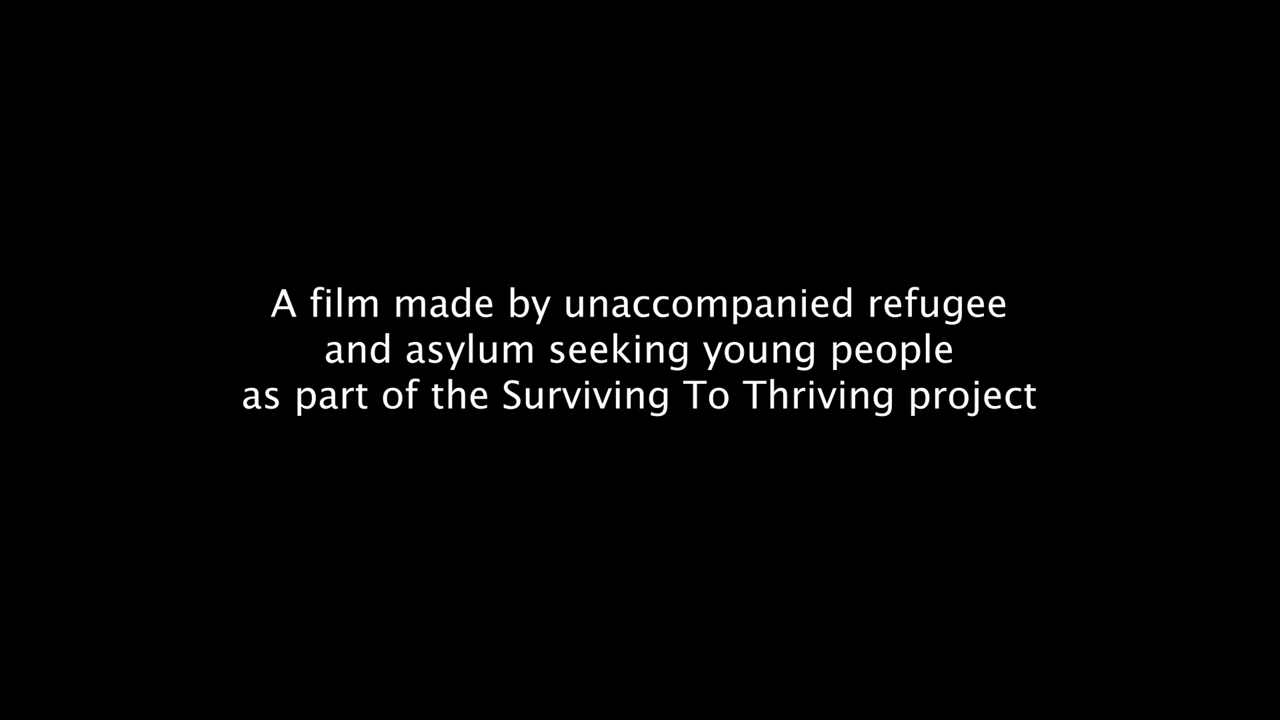 A film made by unaccompanied refugee
and asylum seeking young people
as part of the Surviving To Thriving project